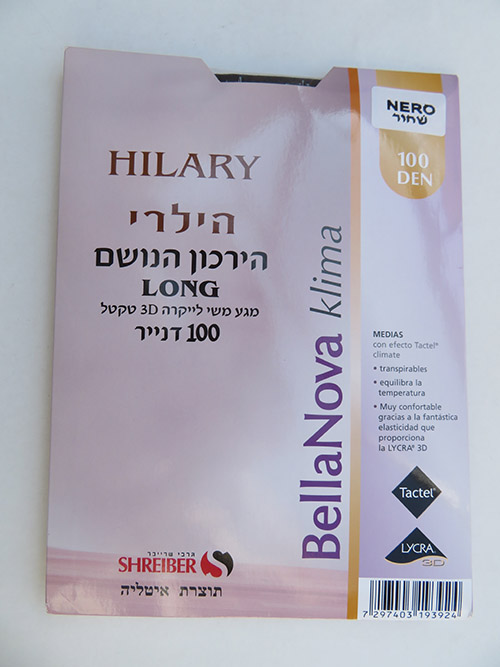 HILARY
הילרי
הירכון הנושם
LONG
מגע משי לייקרה 3D טקטל
100 דנייר
גרבי שרייבר
SHREIBER
תוצרת איטליה
BellaNova klima
NERO
שחור
100
DEN
MEDIAS
con efecto Tactel®
climate
• transpirables
• equilibra la
temperatura
• Muy confortable
gracias a la fantástica
elasticidad que
proporciona
la LYCRA® 3D
Tactel®
LYCRA®
3D
7 297403 193924